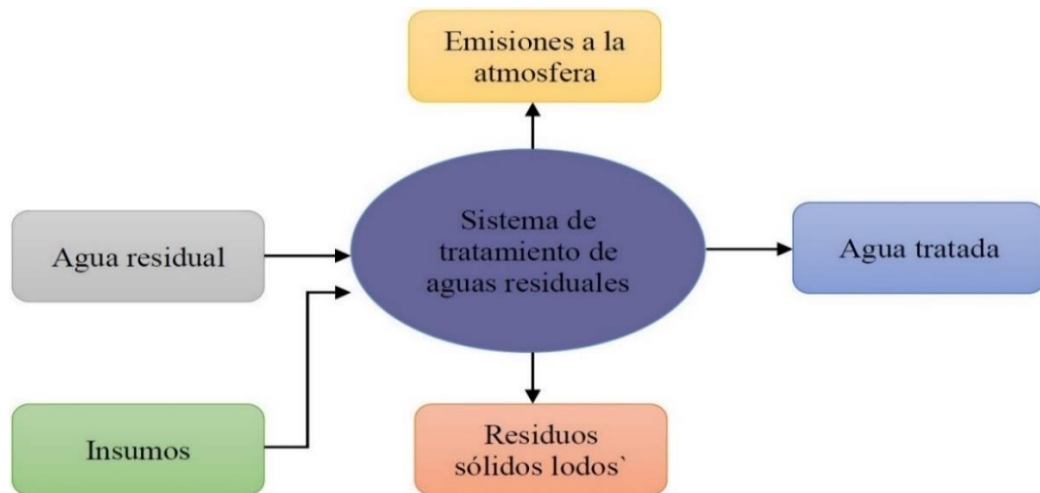 Emisiones a la
atmosfera
Sistema de
tratamiento de
aguas residuales
Agua residual
Agua tratada
Insumos
Residuos
sólidos lodos`